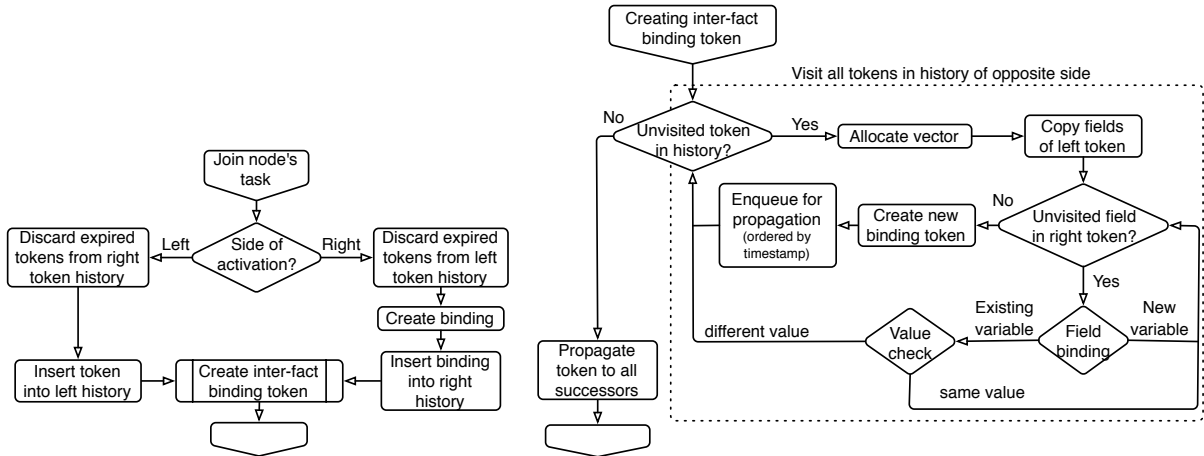 Join node's
task
Side of
activation?
Left
Right
Discard expired
tokens from right
token history
Discard expired
tokens from left
token history
Create binding
Insert token
into left history
Create inter-fact
binding token
Insert binding
into right
history
Creating inter-fact
binding token
Visit all tokens in history of opposite side
No
Unvisited token
in history?
Yes
Allocate vector
Copy fields
of left token
Enqueue for
propagation
(ordered by
timestamp)
Create new
binding token
No
Unvisited field
in right token?
Yes
Existing
variable
New
variable
different value
Value
check
Field
binding
same value
Propagate
token to all
successors